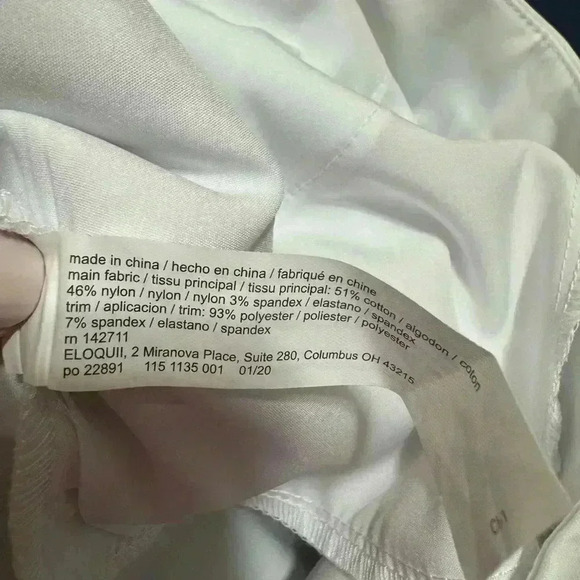 made in china / hecho en china / fabriqué en chine
main fabric / tissu principal / tissu principal: 51% cotton / algodon / coton
46% nylon / nylon / nylon 3% spandex / elastano / spandex
trim / aplicacion / trim: 93% polyester / poliester / polyester
7% spandex / elastano / spandex
rn 142711
ELOQUII, 2 Miranova Place, Suite 280, Columbus OH 43215
po 22891 115 1135 001 01/20